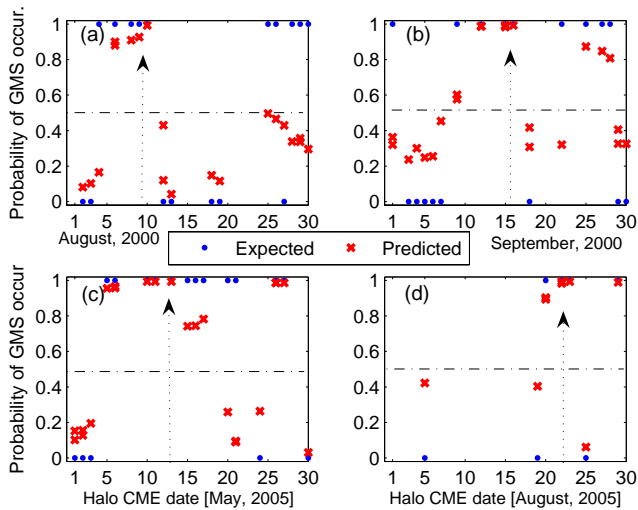 Probability of GMS occur.
1
0.8
0.6
0.4
0.2
0
(a)
1 5 10 15 20 25 30
August, 2000
1
0.8
0.6
0.4
0.2
0
(b)
1 5 10 15 20 25 30
September, 2000
Expected Predicted
Probability of GMS occur
1
0.8
0.6
0.4
0.2
0
(c)
1 5 10 15 20 25 30
Halo CME date [May, 2005]
1
0.8
0.6
0.4
0.2
0
(d)
1 5 10 15 20 25 30
Halo CME date [August, 2005]